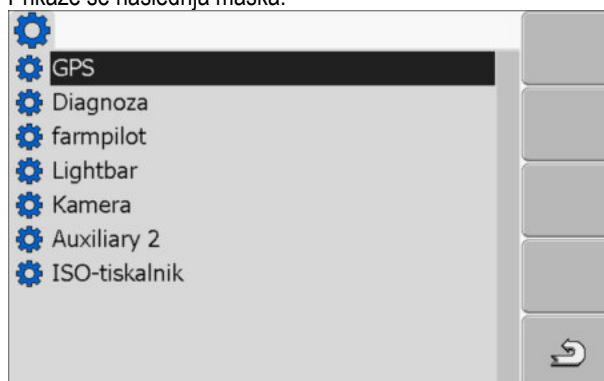 Prikaže se naslednja maska:
GPS
Diagnoza
farmpilot
Lightbar
Kamera
Auxiliary 2
ISO-tiskalnik